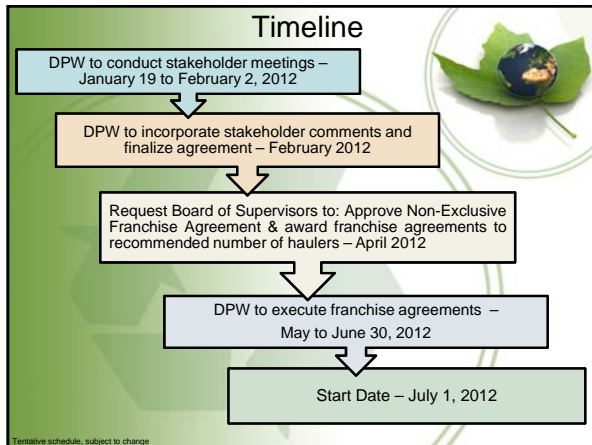 Timeline
DPW to conduct stakeholder meetings –
January 19 to February 2, 2012
DPW to incorporate stakeholder comments and
finalize agreement – February 2012
Request Board of Supervisors to: Approve Non-Exclusive
Franchise Agreement & award franchise agreements to
recommended number of haulers – April 2012
DPW to execute franchise agreements –
May to June 30, 2012
Start Date – July 1, 2012
Tentative schedule, subject to change